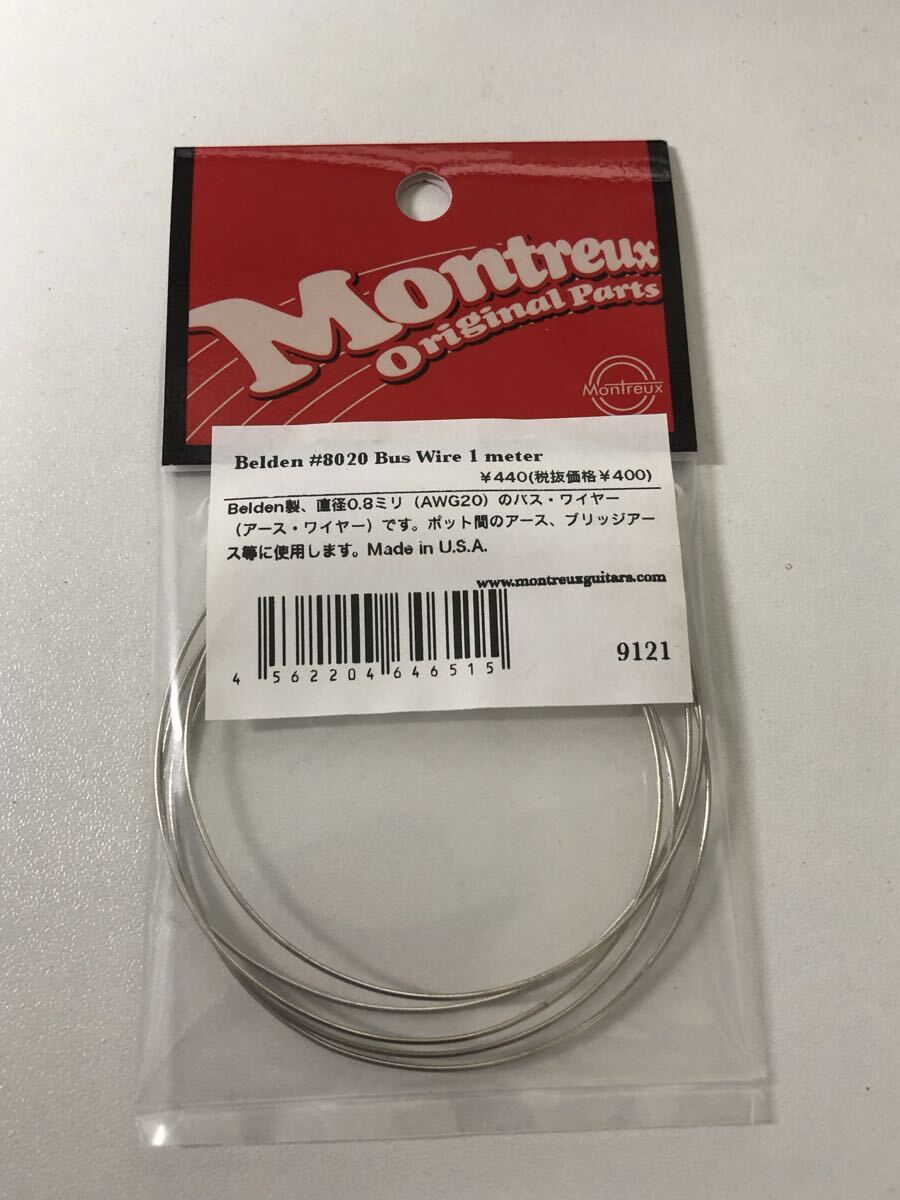 Montreux
Original Parts
Montreux
Belden #8020 Bus Wire 1 meter
¥440(税抜価格¥400)
Belden製、直径0.8ミリ（AWG20）のバス・ワイヤー
（アース・ワイヤー）です。ポット間のアース、ブリッジアー
ス等に使用します。Made in U.S.A.
www.montreuxguitars.com
4 562204 646515
9121